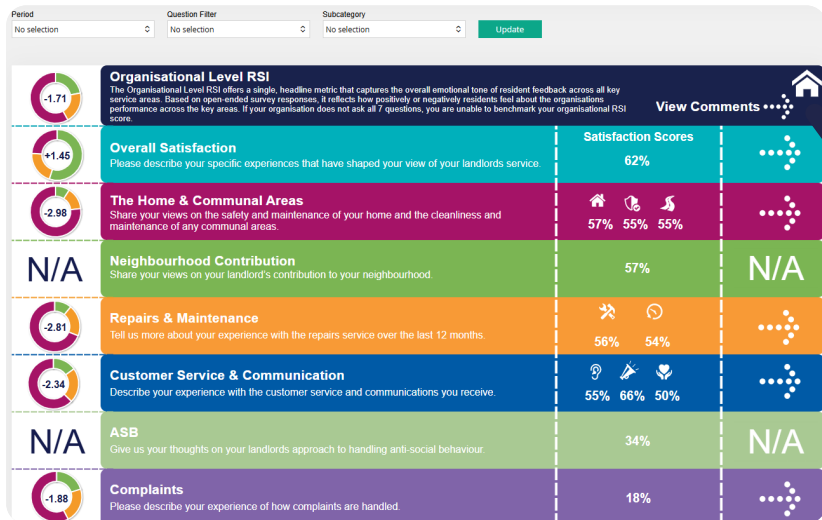 Period Question Filter Subcategory
No selection No selection No selection Update
Organisational Level RSI
-1.71
The Organisational Level RSI offers a single, headline metric that captures the overall emotional tone of resident feedback across all key
service areas. Based on open-ended survey responses, it reflects how positively or negatively residents feel about the organisations
performance across the key areas. If your organisation does not ask all 7 questions, you are unable to benchmark your organisational RSI
score.
View Comments
Satisfaction Scores
+1.45
Overall Satisfaction
Please describe your specific experiences that have shaped your view of your landlords service.
62%
-2.98
The Home & Communal Areas
Share your views on the safety and maintenance of your home and the cleanliness and
maintenance of any communal areas.
57% 55% 55%
N/A
Neighbourhood Contribution
Share your views on your landlord's contribution to your neighbourhood.
57%
N/A
-2.81
Repairs & Maintenance
Tell us more about your experience with the repairs service over the last 12 months.
56% 54%
-2.34
Customer Service & Communication
Describe your experience with the customer service and communications you receive.
55% 66% 50%
N/A
ASB
Give us your thoughts on your landlords approach to handling anti-social behaviour.
34%
N/A
-1.88
Complaints
Please describe your experience of how complaints are handled.
18%